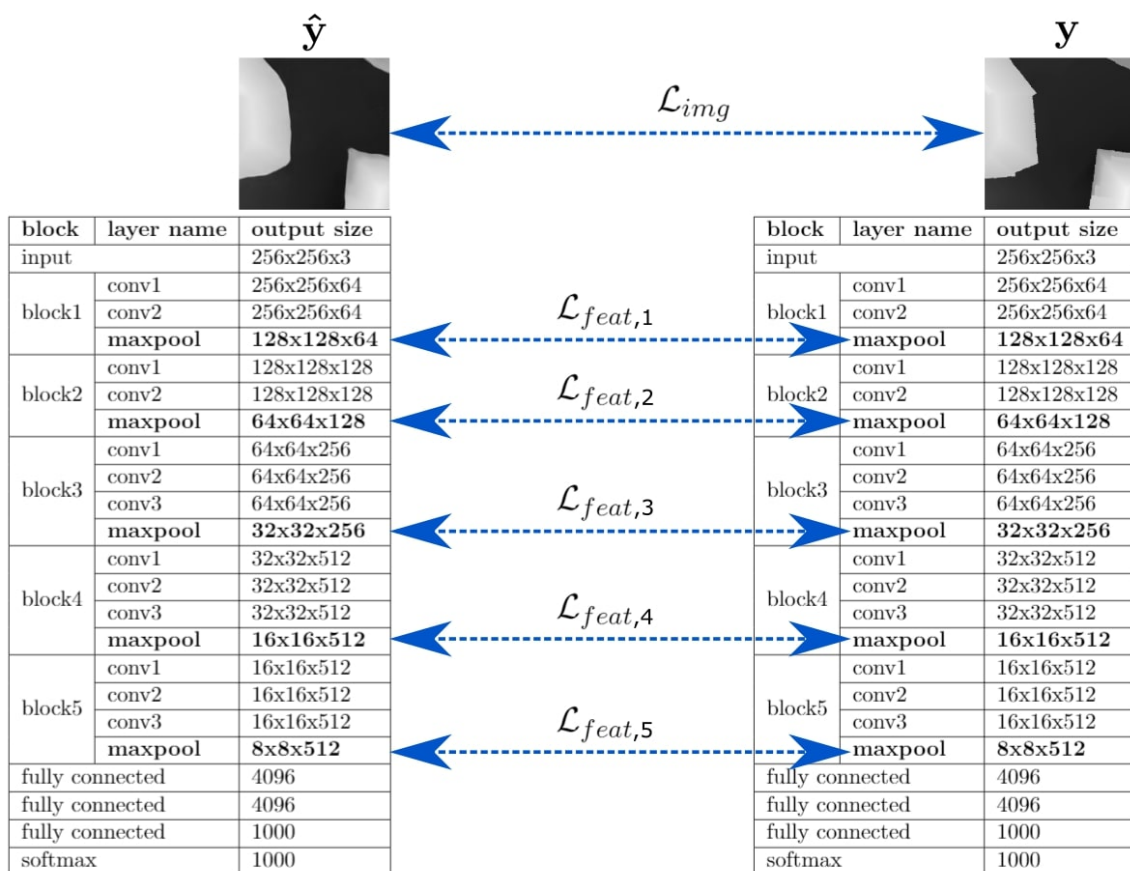 ŷ y
ℒimg
block layer name output size block layer name output size
input 256x256x3 input 256x256x3
block1 conv1 256x256x64 block1 conv1 256x256x64
conv2 256x256x64 conv2 256x256x64
ℒfeat,1
maxpool 128x128x64 maxpool 128x128x64
block2 conv1 128x128x128 block2 conv1 128x128x128
conv2 128x128x128 conv2 128x128x128
ℒfeat,2
maxpool 64x64x128 maxpool 64x64x128
block3 conv1 64x64x256 block3 conv1 64x64x256
conv2 64x64x256 conv2 64x64x256
conv3 64x64x256 conv3 64x64x256
ℒfeat,3
maxpool 32x32x256 maxpool 32x32x256
block4 conv1 32x32x512 block4 conv1 32x32x512
conv2 32x32x512 conv2 32x32x512
conv3 32x32x512 conv3 32x32x512
ℒfeat,4
maxpool 16x16x512 maxpool 16x16x512
block5 conv1 16x16x512 block5 conv1 16x16x512
conv2 16x16x512 conv2 16x16x512
conv3 16x16x512 conv3 16x16x512
ℒfeat,5
maxpool 8x8x512 maxpool 8x8x512
fully connected 4096 fully connected 4096
fully connected 4096 fully connected 4096
fully connected 1000 fully connected 1000
softmax 1000 softmax 1000